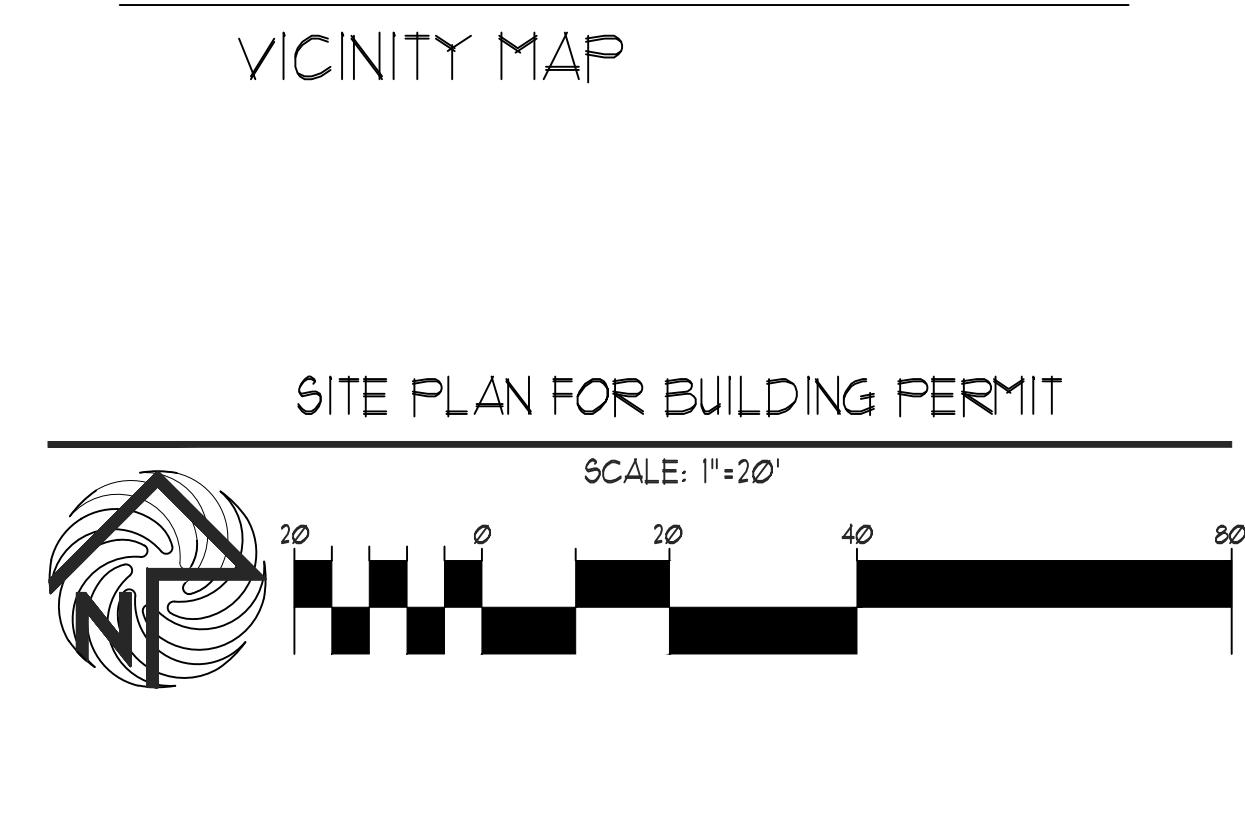 VICINITY MAP
SITE PLAN FOR BUILDING PERMIT
SCALE: 1"=20'
20 0 20 40 80
N